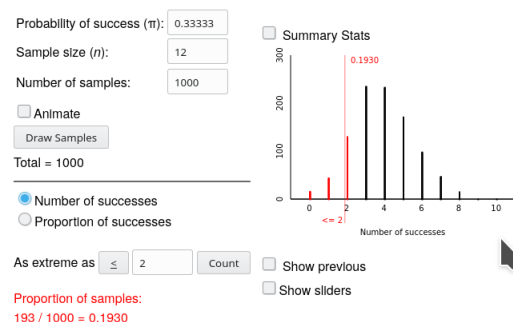 Probability of success (π): 0.33333
Sample size (n): 12
Number of samples: 1000
Animate
Draw Samples
Total = 1000
Number of successes
Proportion of successes
As extreme as ≤ 2 Count
Proportion of samples:
193 / 1000 = 0.1930
Summary Stats
0.1930
300
200
100
0
0 2 4 6 8 10
<= 2
Number of successes
Show previous
Show sliders